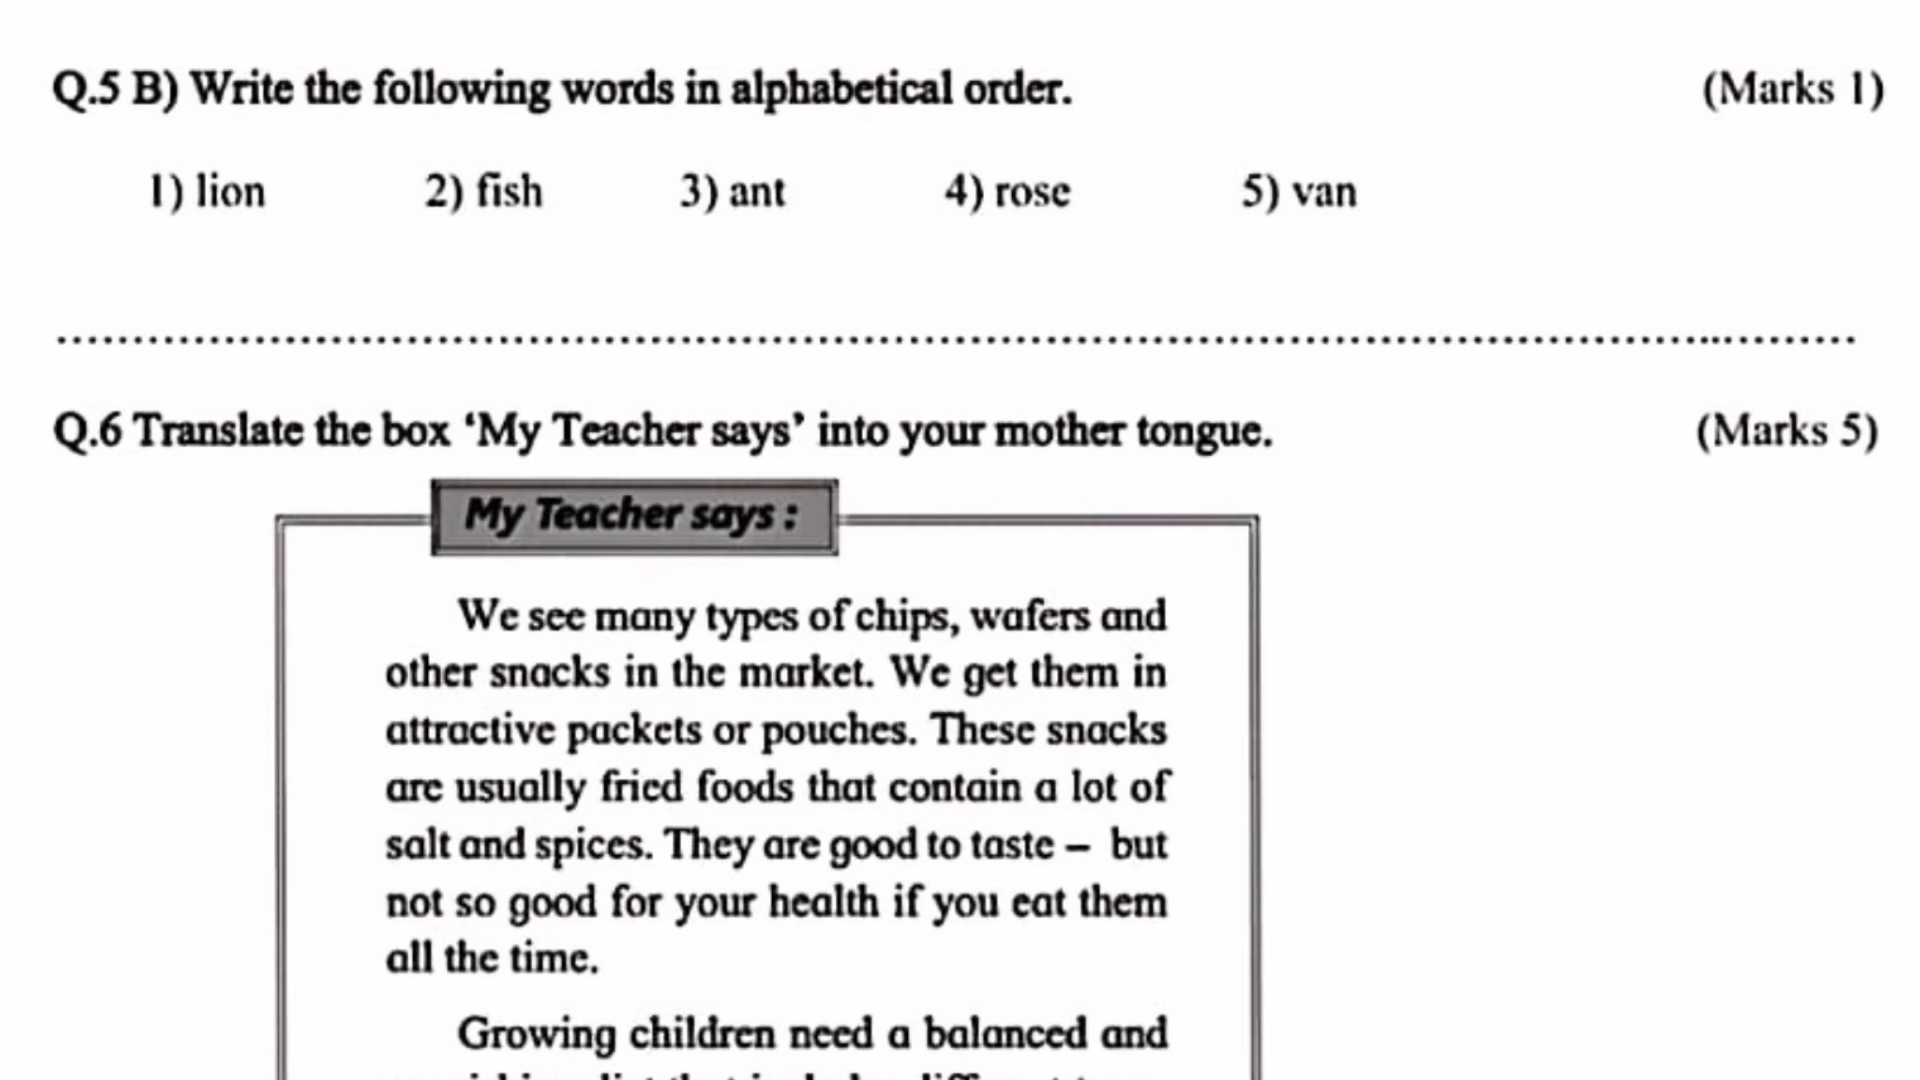 Q.5 B) Write the following words in alphabetical order. (Marks 1)
1) lion 2) fish 3) ant 4) rose 5) van
Q.6 Translate the box ‘My Teacher says’ into your mother tongue. (Marks 5)
My Teacher says :
We see many types of chips, wafers and
other snacks in the market. We get them in
attractive packets or pouches. These snacks
are usually fried foods that contain a lot of
salt and spices. They are good to taste – but
not so good for your health if you eat them
all the time.
Growing children need a balanced and